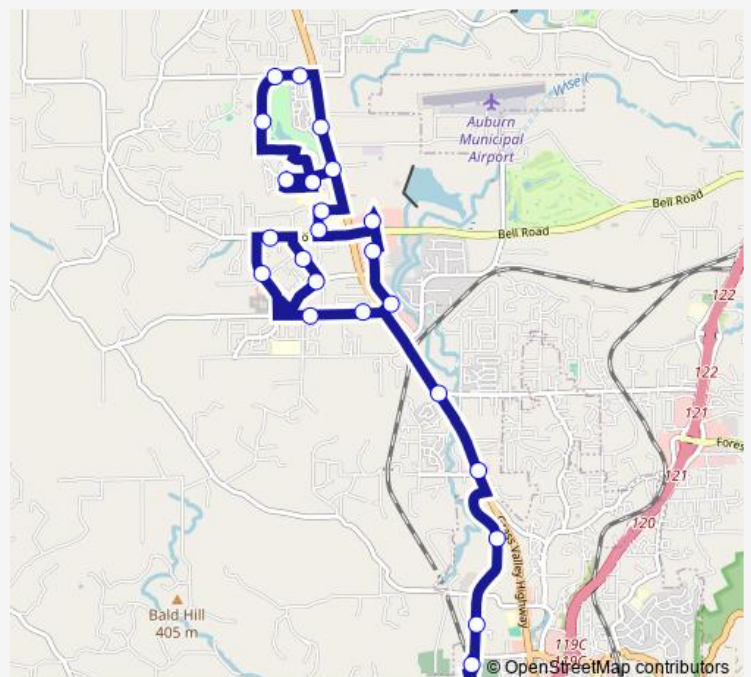 Wise
Auburn
Municipal
Airport
Bell Road
Bell Road
122
122
121
Fores
121
120
ss Valley Highway
Bald Hill
405 m
119C
© OpenStreetMap contributors